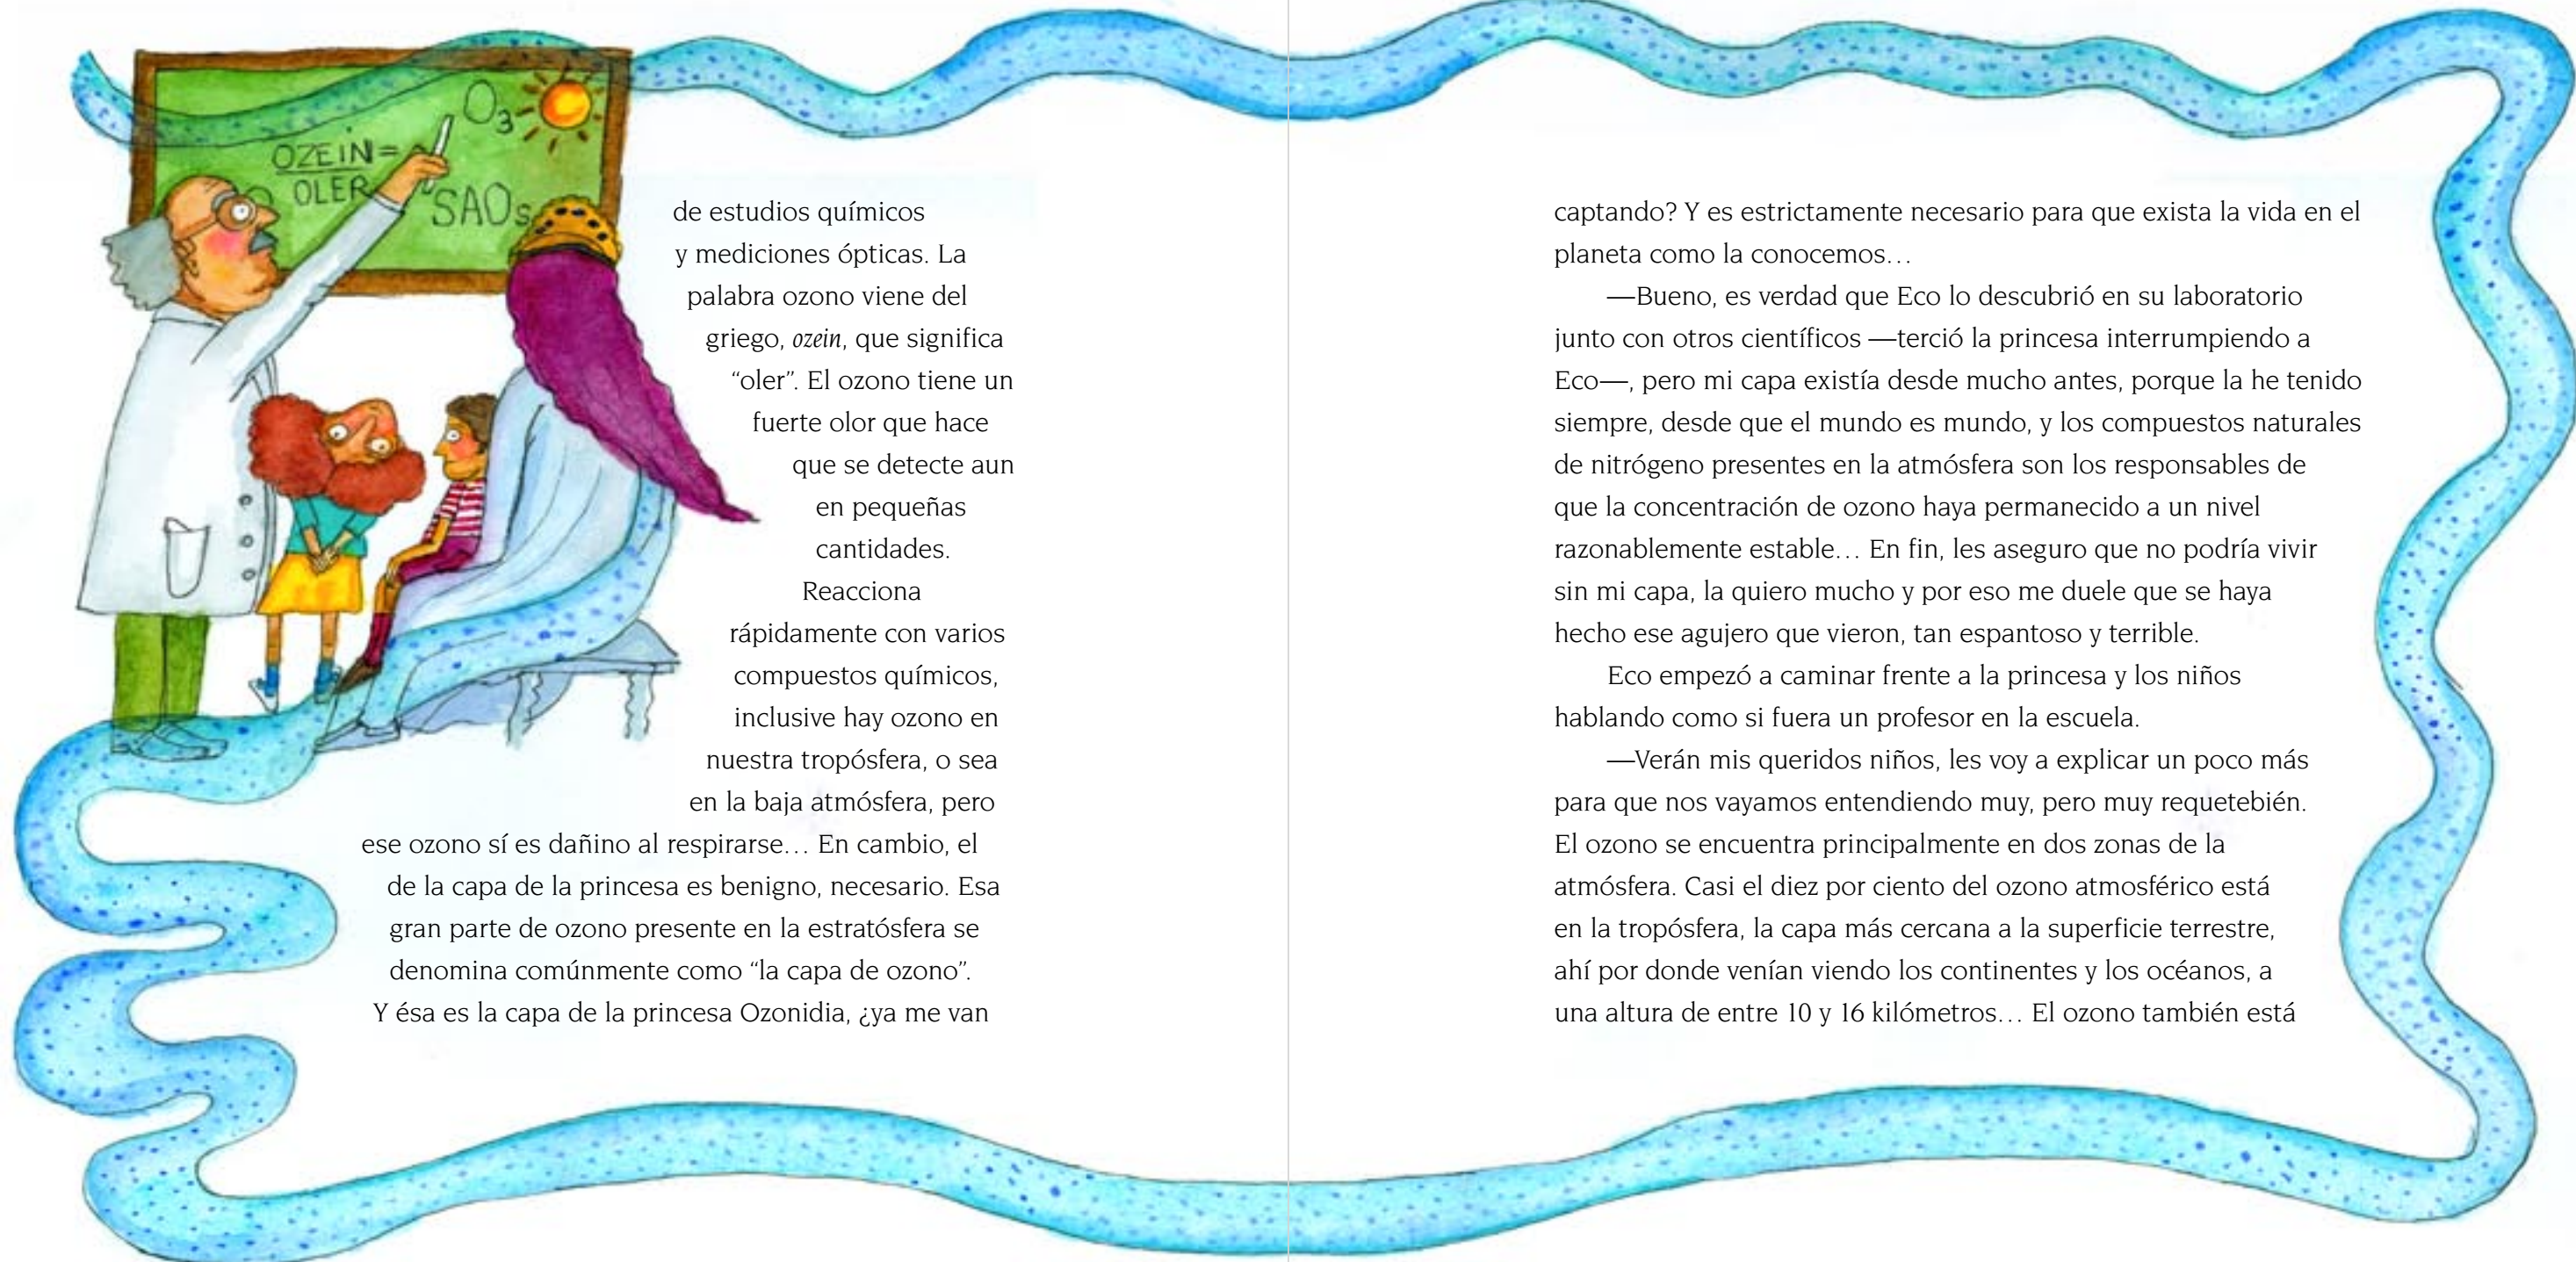 O3
OZEIN=
OLER
SAOs
de estudios químicos
y mediciones ópticas. La
palabra ozono viene del
griego, ozein, que significa
“oler”. El ozono tiene un
fuerte olor que hace
que se detecte aun
en pequeñas
cantidades.
Reacciona
rápidamente con varios
compuestos químicos,
inclusive hay ozono en
nuestra tropósfera, o sea
en la baja atmósfera, pero
ese ozono sí es dañino al respirarse… En cambio, el
de la capa de la princesa es benigno, necesario. Esa
gran parte de ozono presente en la estratósfera se
denomina comúnmente como “la capa de ozono”.
Y ésa es la capa de la princesa Ozonidia, ¿ya me van
captando? Y es estrictamente necesario para que exista la vida en el
planeta como la conocemos…
—Bueno, es verdad que Eco lo descubrió en su laboratorio
junto con otros científicos —terció la princesa interrumpiendo a
Eco—, pero mi capa existía desde mucho antes, porque la he tenido
siempre, desde que el mundo es mundo, y los compuestos naturales
de nitrógeno presentes en la atmósfera son los responsables de
que la concentración de ozono haya permanecido a un nivel
razonablemente estable… En fin, les aseguro que no podría vivir
sin mi capa, la quiero mucho y por eso me duele que se haya
hecho ese agujero que vieron, tan espantoso y terrible.
Eco empezó a caminar frente a la princesa y los niños
hablando como si fuera un profesor en la escuela.
—Verán mis queridos niños, les voy a explicar un poco más
para que nos vayamos entendiendo muy, pero muy requetebién.
El ozono se encuentra principalmente en dos zonas de la
atmósfera. Casi el diez por ciento del ozono atmosférico está
en la tropósfera, la capa más cercana a la superficie terrestre,
ahí por donde venían viendo los continentes y los océanos, a
una altura de entre 10 y 16 kilómetros… El ozono también está